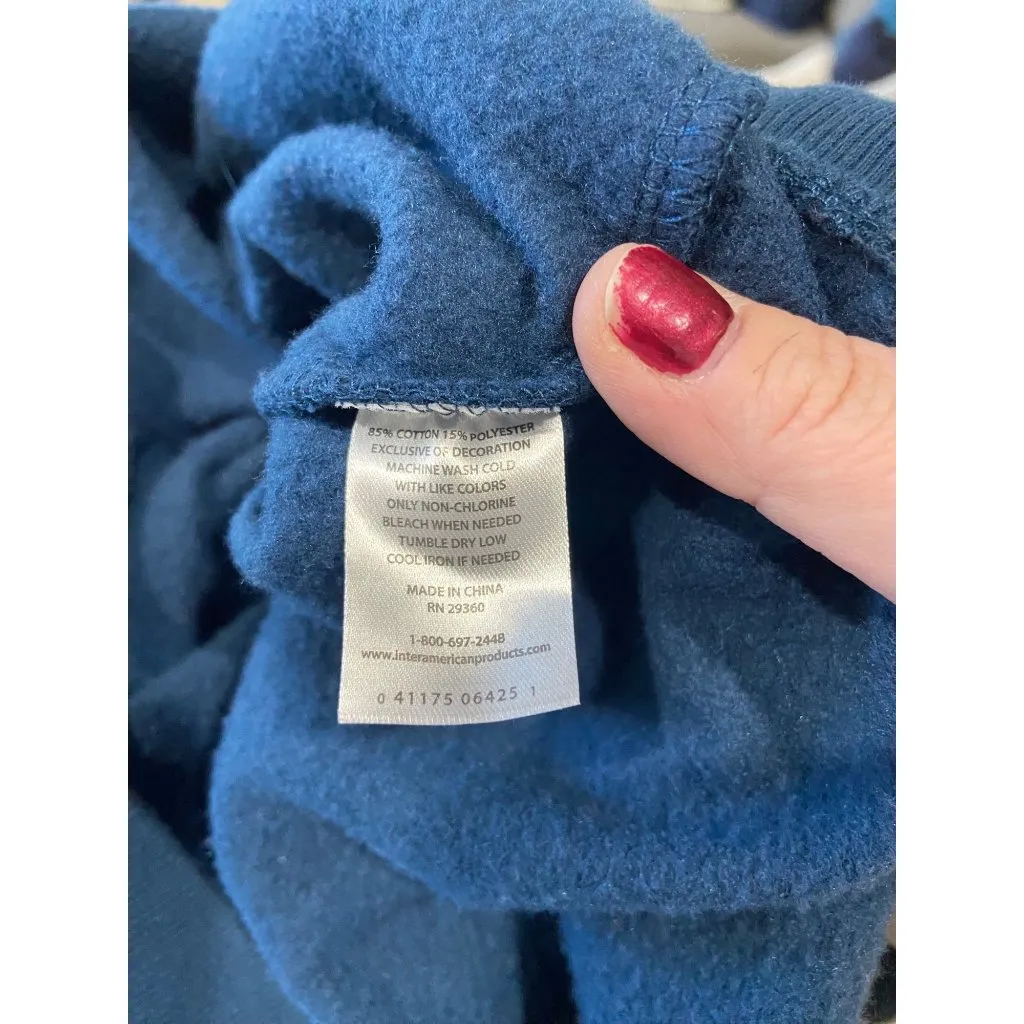 85% COTTON 15% POLYESTER
EXCLUSIVE OF DECORATION
MACHINE WASH COLD
WITH LIKE COLORS
ONLY NON-CHLORINE
BLEACH WHEN NEEDED
TUMBLE DRY LOW
COOL IRON IF NEEDED
MADE IN CHINA
RN 29360
1-800-697-2448
www.interamericanproducts.com
0 41175 06425 1